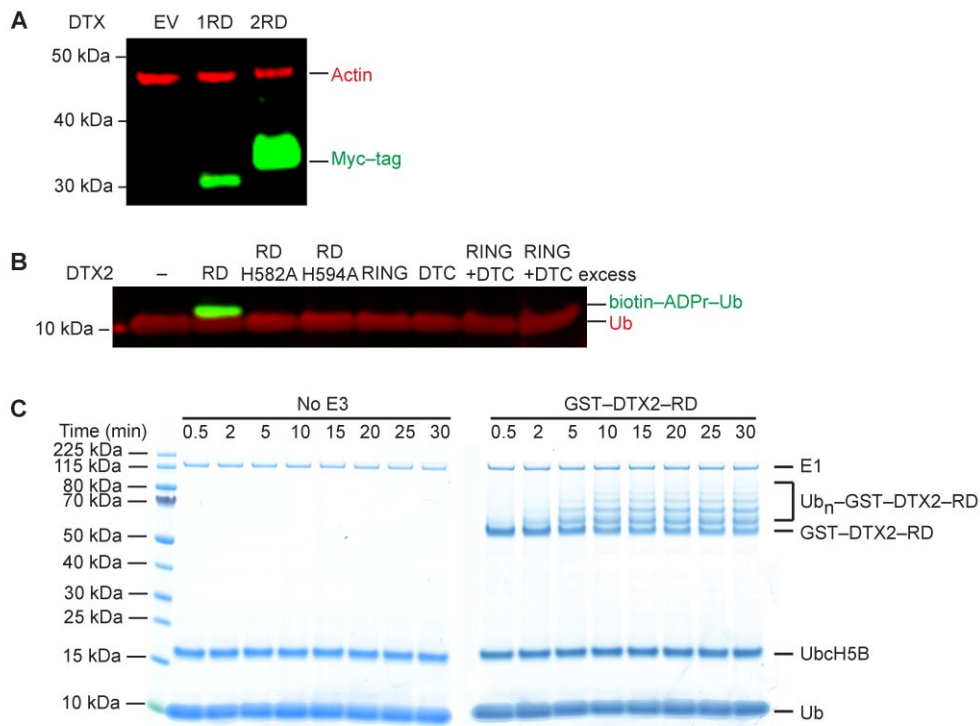 A
DTX EV 1RD 2RD
50 kDa
Actin
40 kDa
Myc–tag
30 kDa
B
RD RD RING RING
DTX2 – RD H582A H594A RING DTC +DTC +DTC excess
biotin–ADPr–Ub
10 kDa
Ub
C
No E3 GST–DTX2–RD
Time (min) 0.5 2 5 10 15 20 25 30 0.5 2 5 10 15 20 25 30
225 kDa
115 kDa E1
80 kDa
70 kDa Ubn–GST–DTX2–RD
50 kDa GST–DTX2–RD
40 kDa
30 kDa
25 kDa
15 kDa UbcH5B
10 kDa Ub